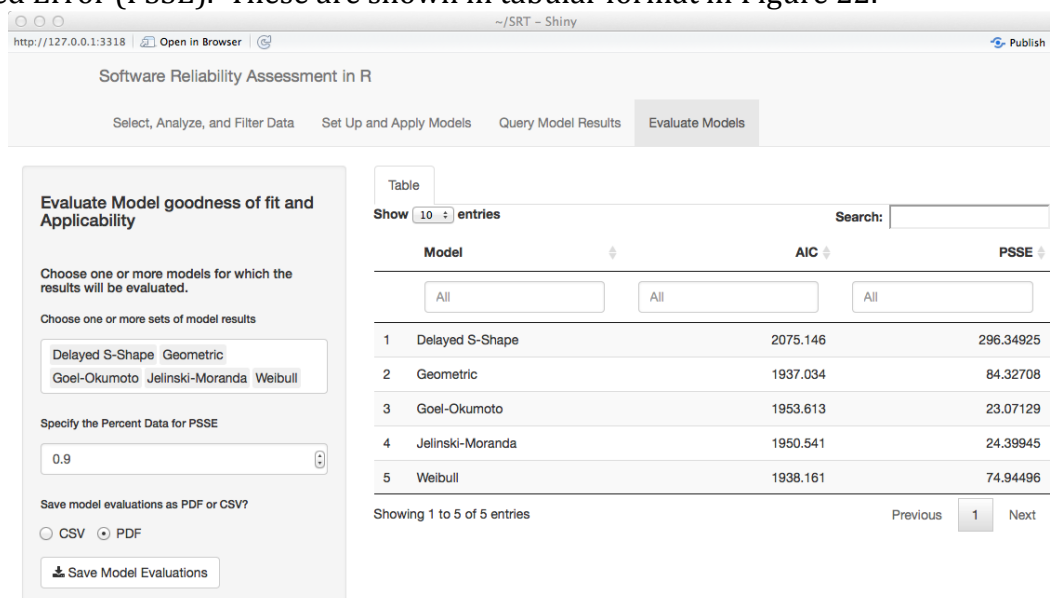 ed Error (PSSE).  These are shown in tabular format in Figure 22.
~/SRT – Shiny
http://127.0.0.1:3318 Open in Browser Publish
Software Reliability Assessment in R
Select, Analyze, and Filter Data Set Up and Apply Models Query Model Results Evaluate Models
Evaluate Model goodness of fit and
Applicability
Choose one or more models for which the
results will be evaluated.
Choose one or more sets of model results
Delayed S-Shape Geometric
Goel-Okumoto Jelinski-Moranda Weibull
Specify the Percent Data for PSSE
0.9
Save model evaluations as PDF or CSV?
CSV PDF
Save Model Evaluations
Table
Show 10 entries Search:
Model AIC PSSE
All All All
1 Delayed S-Shape 2075.146 296.34925
2 Geometric 1937.034 84.32708
3 Goel-Okumoto 1953.613 23.07129
4 Jelinski-Moranda 1950.541 24.39945
5 Weibull 1938.161 74.94496
Showing 1 to 5 of 5 entries Previous 1 Next